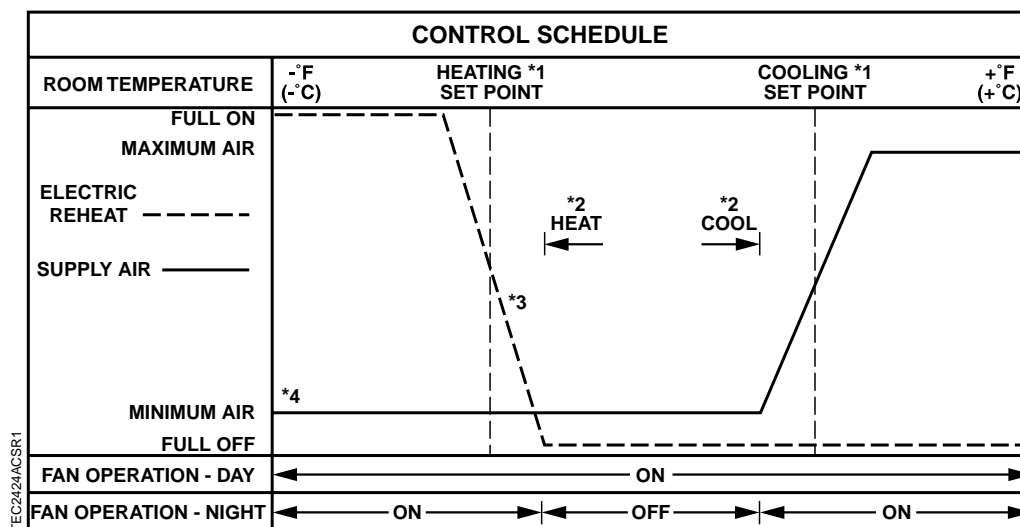 CONTROL SCHEDULE
ROOM TEMPERATURE
-˚F
(-˚C)
HEATING *1
SET POINT
COOLING *1
SET POINT
+˚F
(+˚C)
FULL ON
MAXIMUM AIR
ELECTRIC
REHEAT
SUPPLY AIR
*2
HEAT
*2
COOL
*3
*4
MINIMUM AIR
FULL OFF
TEC2424ACSR1
FAN OPERATION - DAY
ON
FAN OPERATION - NIGHT
ON
OFF
ON